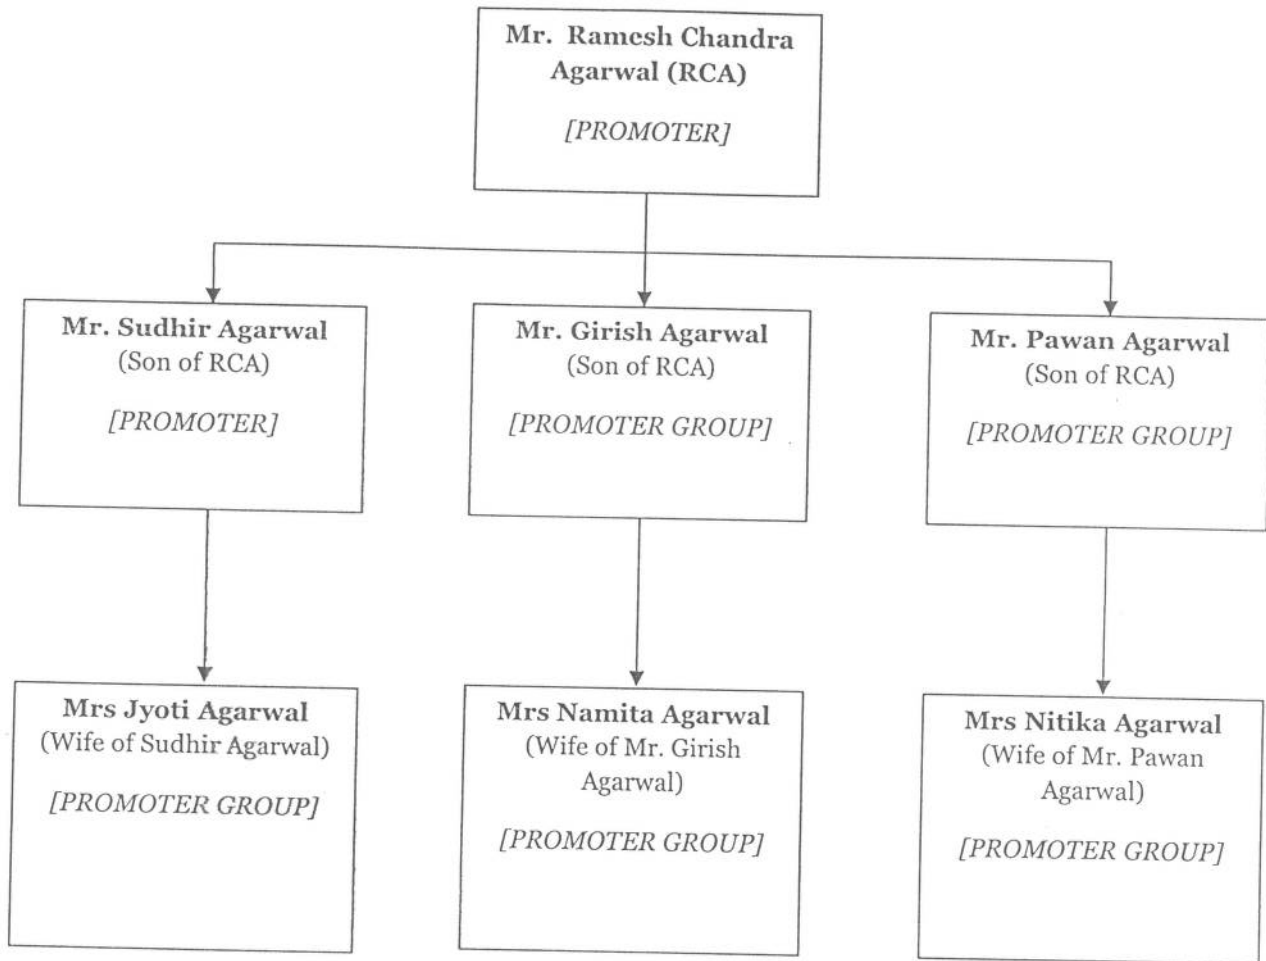 Mr. Ramesh Chandra
Agarwal (RCA)
[PROMOTER]
Mr. Sudhir Agarwal
(Son of RCA)
[PROMOTER]
Mr. Girish Agarwal
(Son of RCA)
[PROMOTER GROUP]
Mr. Pawan Agarwal
(Son of RCA)
[PROMOTER GROUP]
Mrs Jyoti Agarwal
(Wife of Sudhir Agarwal)
[PROMOTER GROUP]
Mrs Namita Agarwal
(Wife of Mr. Girish
Agarwal)
[PROMOTER GROUP]
Mrs Nitika Agarwal
(Wife of Mr. Pawan
Agarwal)
[PROMOTER GROUP]